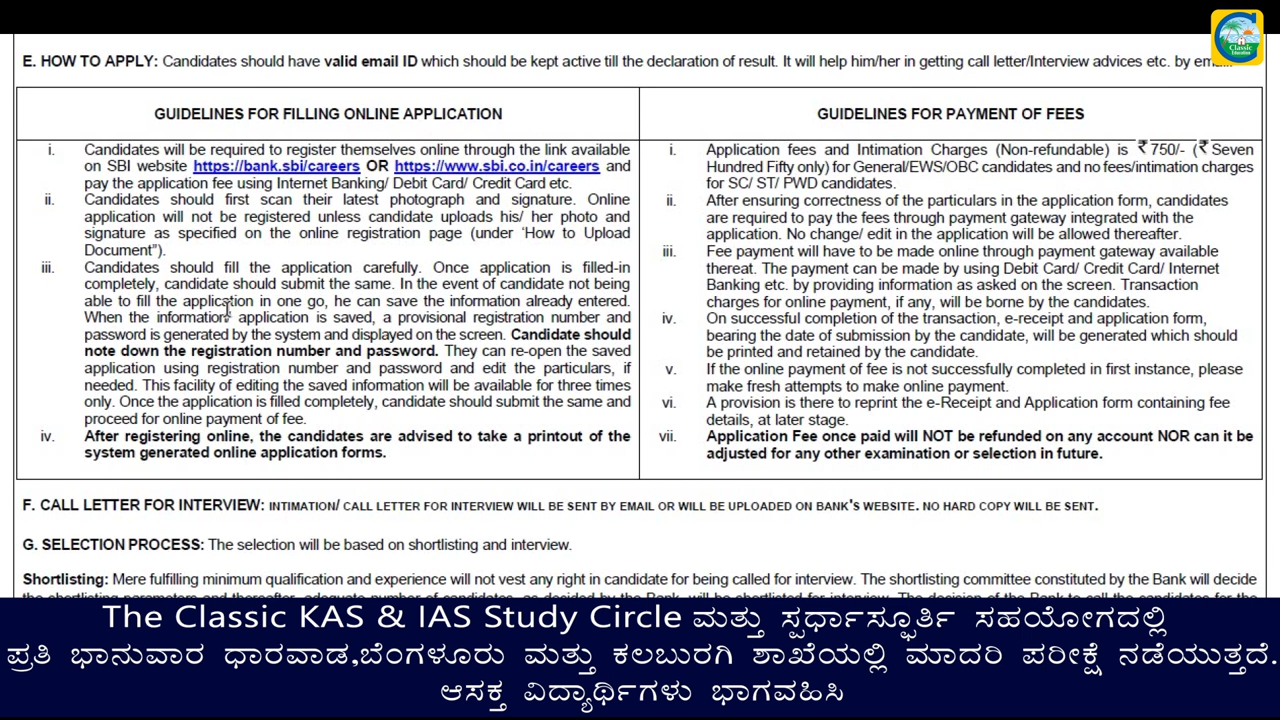 Classic
Education
E. HOW TO APPLY: Candidates should have valid email ID which should be kept active till the declaration of result. It will help him/her in getting call letter/Interview advices etc. by
GUIDELINES FOR FILLING ONLINE APPLICATION
i. Candidates will be required to register themselves online through the link available
on SBI website https://bank.sbi/careers OR https://www.sbi.co.in/careers and
pay the application fee using Internet Banking/ Debit Card/ Credit Card etc.
ii. Candidates should first scan their latest photograph and signature. Online
application will not be registered unless candidate uploads his/ her photo and
signature as specified on the online registration page (under 'How to Upload
Document").
iii. Candidates should fill the application carefully. Once application is filled-in
completely, candidate should submit the same. In the event of candidate not being
able to fill the application in one go, he can save the information already entered.
When the information/ application is saved, a provisional registration number and
password is generated by the system and displayed on the screen. Candidate should
note down the registration number and password. They can re-open the saved
application using registration number and password and edit the particulars, if
needed. This facility of editing the saved information will be available for three times
only. Once the application is filled completely, candidate should submit the same and
proceed for online payment of fee.
iv. After registering online, the candidates are advised to take a printout of the
system generated online application forms.
GUIDELINES FOR PAYMENT OF FEES
i. Application fees and Intimation Charges (Non-refundable) is ₹750/- (₹Seven
Hundred Fifty only) for General/EWS/OBC candidates and no fees/intimation charges
for SC/ ST/ PWD candidates.
ii. After ensuring correctness of the particulars in the application form, candidates
are required to pay the fees through payment gateway integrated with the
application. No change/ edit in the application will be allowed thereafter.
iii. Fee payment will have to be made online through payment gateway available
thereat. The payment can be made by using Debit Card/ Credit Card/ Internet
Banking etc. by providing information as asked on the screen. Transaction
charges for online payment, if any, will be borne by the candidates.
iv. On successful completion of the transaction, e-receipt and application form,
bearing the date of submission by the candidate, will be generated which should
be printed and retained by the candidate.
v. If the online payment of fee is not successfully completed in first instance, please
make fresh attempts to make online payment.
vi. A provision is there to reprint the e-Receipt and Application form containing fee
details, at later stage.
vii. Application Fee once paid will NOT be refunded on any account NOR can it be
adjusted for any other examination or selection in future.
F. CALL LETTER FOR INTERVIEW: INTIMATION/ CALL LETTER FOR INTERVIEW WILL BE SENT BY EMAIL OR WILL BE UPLOADED ON BANK'S WEBSITE. NO HARD COPY WILL BE SENT.
G. SELECTION PROCESS: The selection will be based on shortlisting and interview.
Shortlisting: Mere fulfilling minimum qualification and experience will not vest any right in candidate for being called for interview. The shortlisting committee constituted by the Bank will decide
The Classic KAS & IAS Study Circle ಮತ್ತು ಸ್ಪರ್ಧಾಸ್ಫೂರ್ತಿ ಸಹಯೋಗದಲ್ಲಿ
ಪ್ರತಿ ಭಾನುವಾರ ಧಾರವಾಡ,ಬೆಂಗಳೂರು ಮತ್ತು ಕಲಬುರಗಿ ಶಾಖೆಯಲ್ಲಿ ಮಾದರಿ ಪರೀಕ್ಷೆ ನಡೆಯುತ್ತದೆ.
ಆಸಕ್ತ ವಿದ್ಯಾರ್ಥಿಗಳು ಭಾಗವಹಿಸಿ